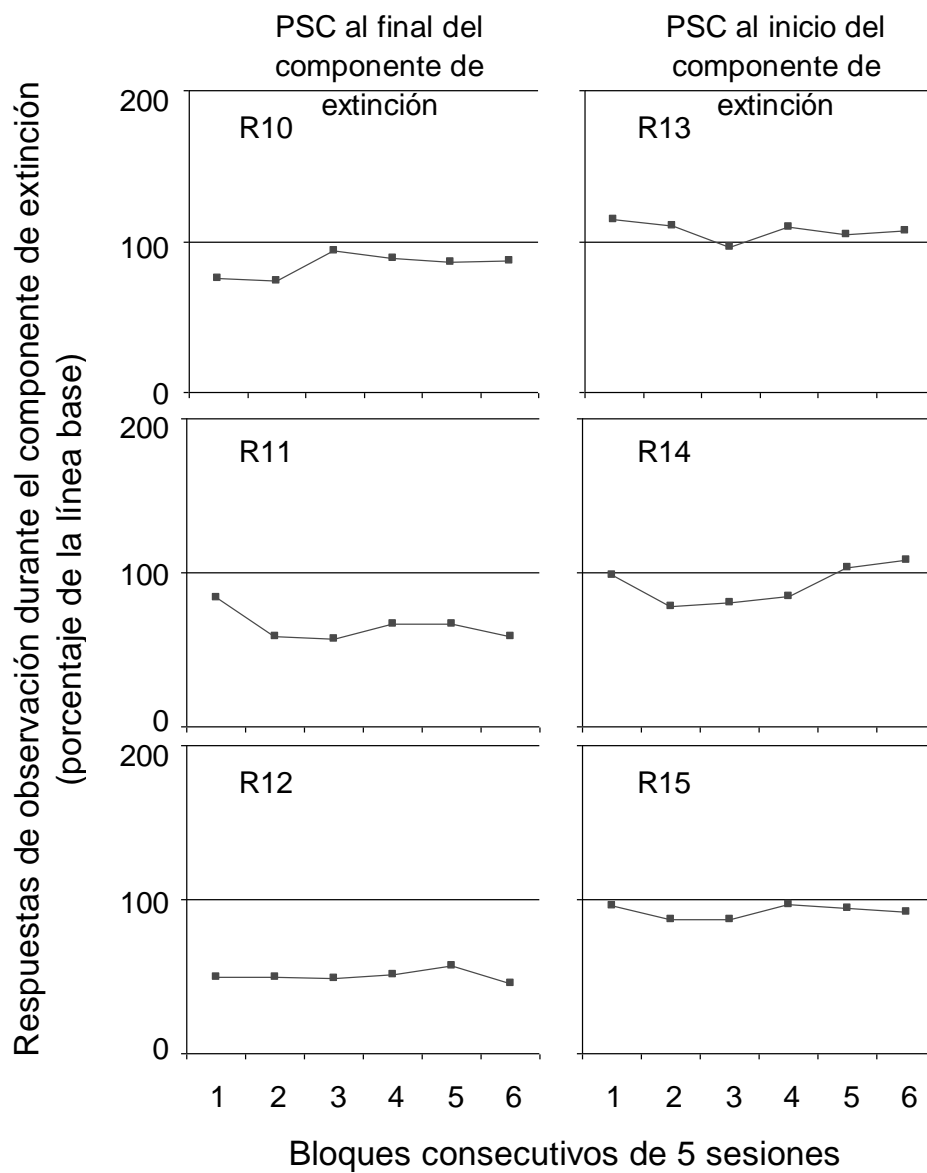 PSC al final del
componente de
extinción
PSC al inicio del
componente de
extinción
Respuestas de observación durante el componente de extinción
(porcentaje de la línea base)
200
R10
R13
100
0
200
R11
R14
100
0
200
R12
R15
100
0
1 2 3 4 5 6 1 2 3 4 5 6
Bloques consecutivos de 5 sesiones